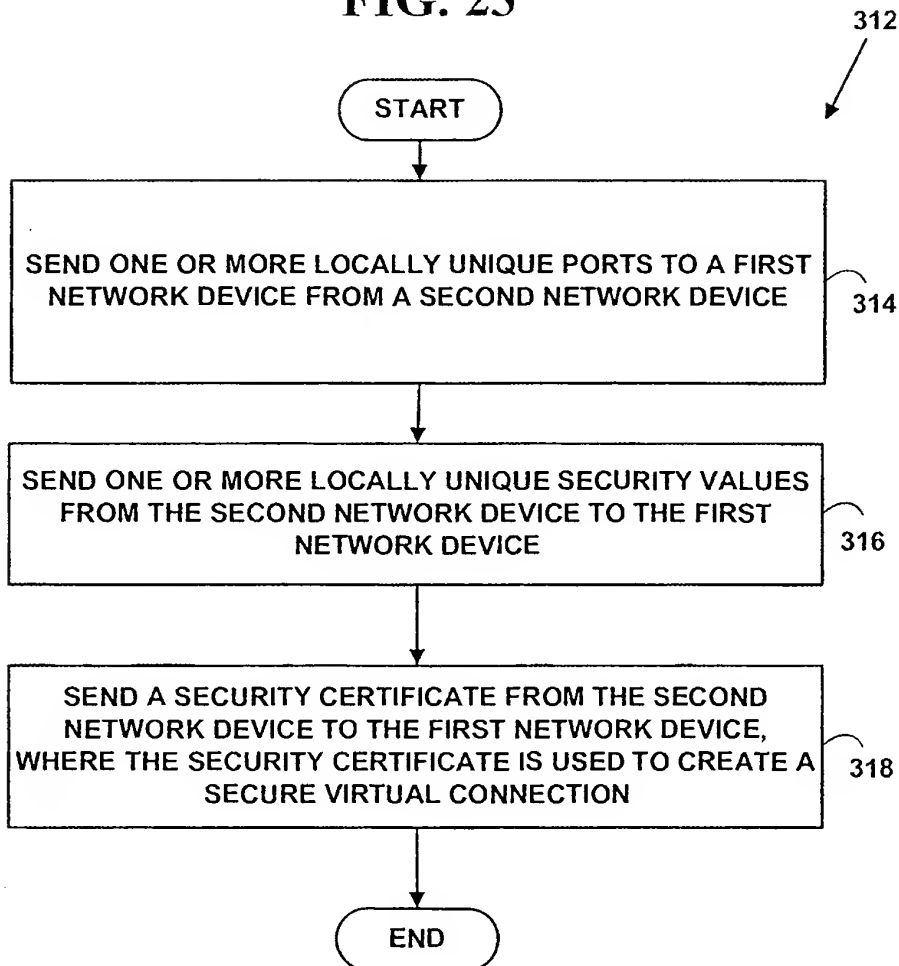 FIG. 23
312
START
SEND ONE OR MORE LOCALLY UNIQUE PORTS TO A FIRST
NETWORK DEVICE FROM A SECOND NETWORK DEVICE
314
SEND ONE OR MORE LOCALLY UNIQUE SECURITY VALUES
FROM THE SECOND NETWORK DEVICE TO THE FIRST
NETWORK DEVICE
316
SEND A SECURITY CERTIFICATE FROM THE SECOND
NETWORK DEVICE TO THE FIRST NETWORK DEVICE,
WHERE THE SECURITY CERTIFICATE IS USED TO CREATE A
SECURE VIRTUAL CONNECTION
318
END